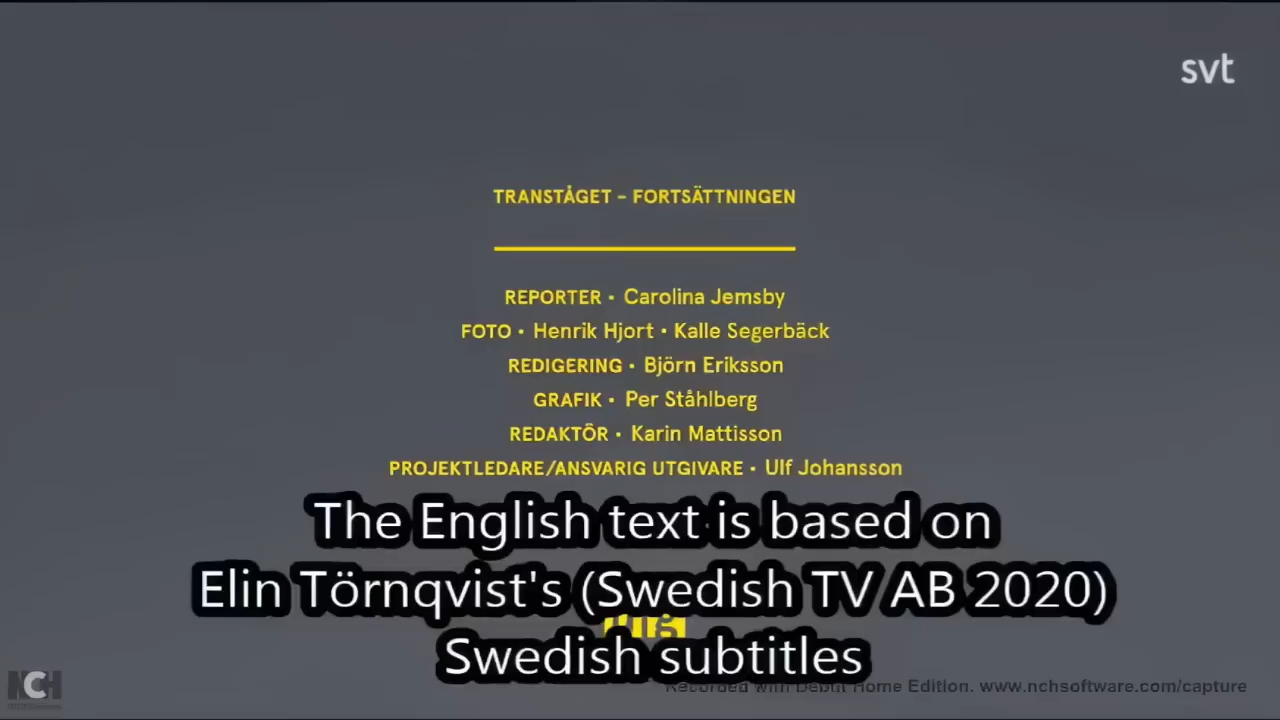 svt
TRANSTÅGET – FORTSÄTTNINGEN
REPORTER • Carolina Jemsby
FOTO • Henrik Hjort • Kalle Segerbäck
REDIGERING • Björn Eriksson
GRAFIK • Per Ståhlberg
REDAKTÖR • Karin Mattisson
PROJEKTLEDARE/ANSVARIG UTGIVARE • Ulf Johansson
The English text is based on
Elin Törnqvist's (Swedish TV AB 2020)
Swedish subtitles
NCH
Recorded with Debut Home Edition. www.nchsoftware.com/capture